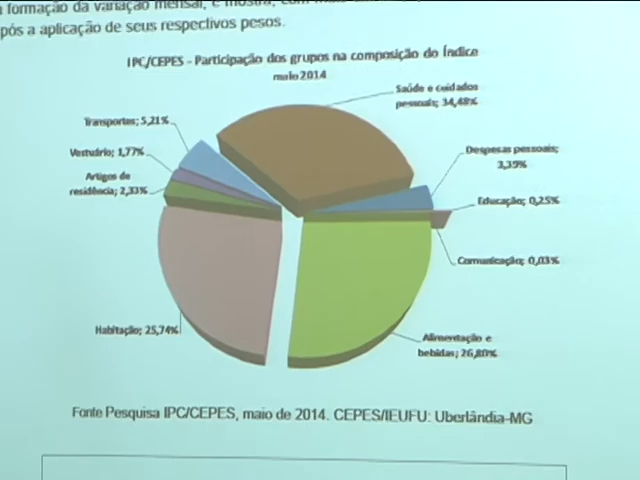 formação da variação mensal, e mostra, com
pós a aplicação de seus respectivos pesos.
IPC/CEPES - Participação dos grupos na composição do Índice
maio 2014
Saúde e cuidados
pessoais; 34,48%
Transportes; 5,21%
Vestuário; 1,77%
Artigos de
residência; 2,33%
Despesas pessoais;
3,39%
Educação; 0,25%
Comunicação; 0,03%
Habitação; 25,74%
Alimentação e
bebidas; 26,80%
Fonte Pesquisa IPC/CEPES, maio de 2014. CEPES/IEUFU: Uberlândia-MG